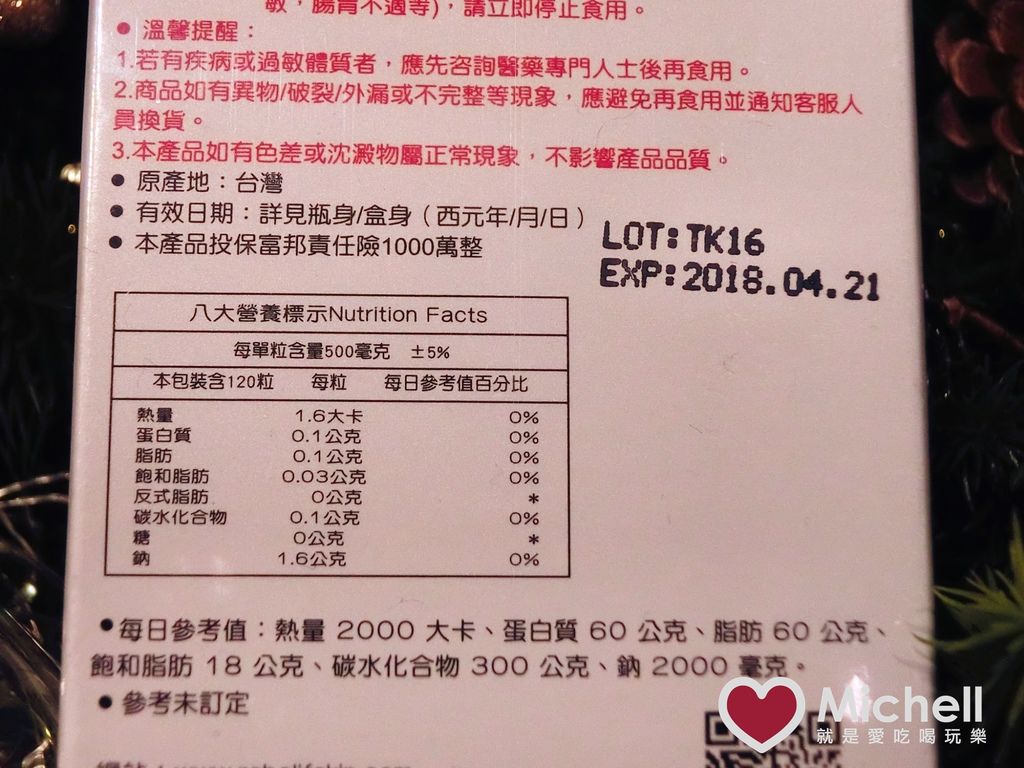 敏，腸胃不適等)，請立即停止食用。
● 溫馨提醒：
1.若有疾病或過敏體質者，應先咨詢醫藥專門人士後再食用。
2.商品如有異物/破裂/外漏或不完整等現象，應避免再食用並通知客服人
員換貨。
3.本產品如有色差或沈澱物屬正常現象，不影響產品品質。
● 原產地：台灣
● 有效日期：詳見瓶身/盒身（西元年/月/日）
● 本產品投保富邦責任險1000萬整
LOT:TK16
EXP:2018.04.21
八大營養標示Nutrition Facts
每單粒含量500毫克 ±5%
本包裝含120粒 每粒 每日參考值百分比
熱量 1.6大卡 0%
蛋白質 0.1公克 0%
脂肪 0.1公克 0%
飽和脂肪 0.03公克 0%
反式脂肪 0公克 *
碳水化合物 0.1公克 0%
糖 0公克 *
鈉 1.6公克 0%
●每日參考值：熱量 2000 大卡、蛋白質 60 公克、脂肪 60 公克、
飽和脂肪 18 公克、碳水化合物 300 公克、鈉 2000 毫克。
● 參考未訂定
Michell
就是愛吃喝玩樂